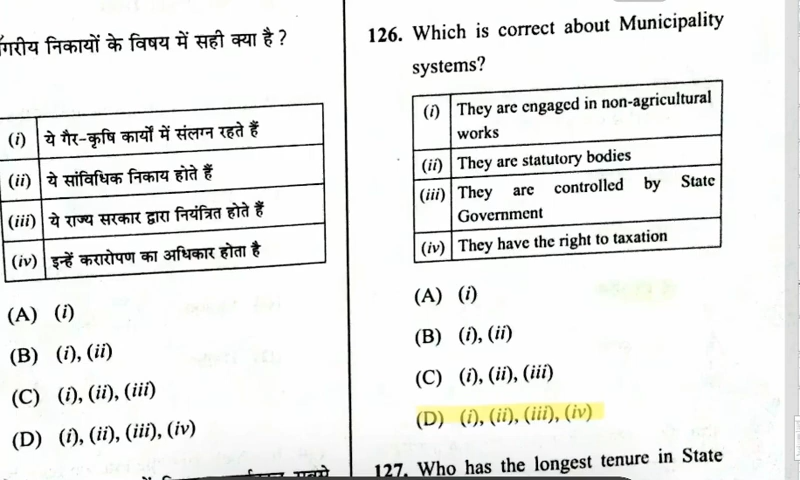 नगरीय निकायों के विषय में सही क्या है ?
(i) ये गैर-कृषि कार्यों में संलग्न रहते हैं
(ii) ये सांविधिक निकाय होते हैं
(iii) ये राज्य सरकार द्वारा नियंत्रित होते हैं
(iv) इन्हें करारोपण का अधिकार होता है
(A) (i)
(B) (i), (ii)
(C) (i), (ii), (iii)
(D) (i), (ii), (iii), (iv)
126. Which is correct about Municipality
systems?
(i) They are engaged in non-agricultural
works
(ii) They are statutory bodies
(iii) They are controlled by State
Government
(iv) They have the right to taxation
(A) (i)
(B) (i), (ii)
(C) (i), (ii), (iii)
(D) (i), (ii), (iii), (iv)
127. Who has the longest tenure in State